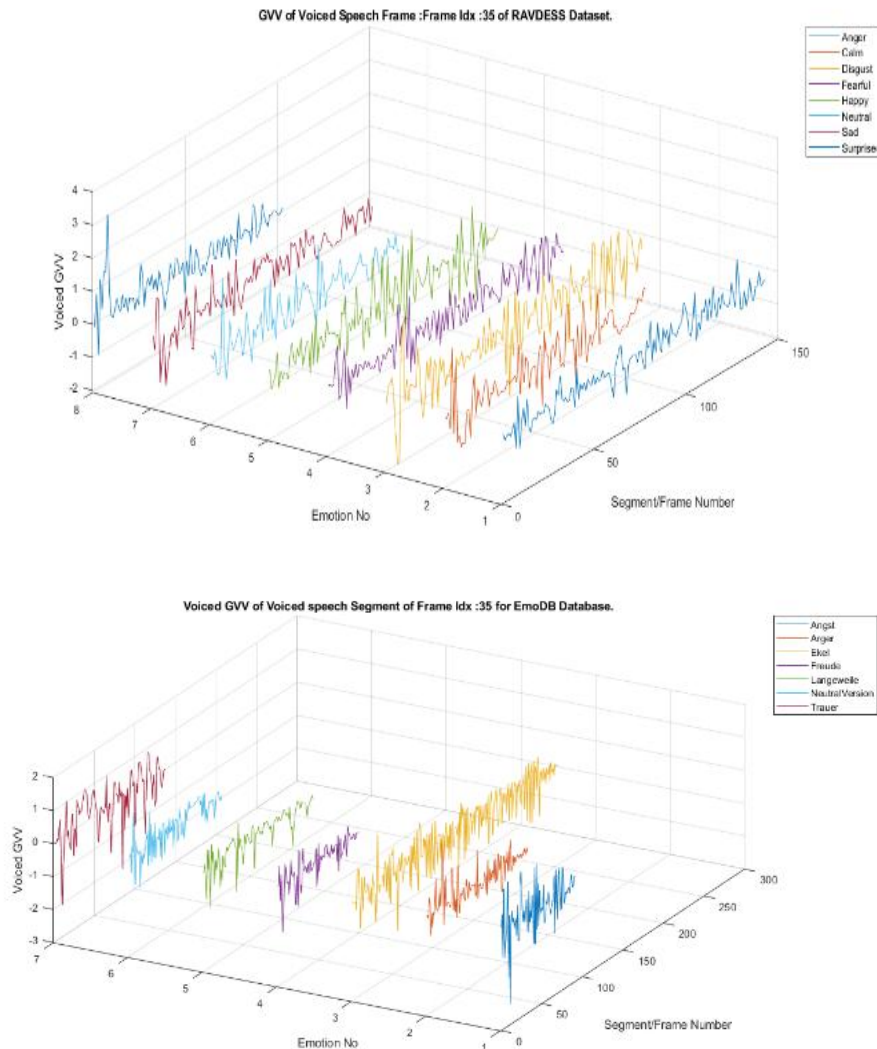 GVV of Voiced Speech Frame :Frame Idx :35 of RAVDESS Dataset.
Anger
Calm
Disgust
Fearful
Happy
Neutral
Sad
Surprised
Voiced GVV
4
3
2
1
0
-1
-2
8
7
6
5
4
3
2
1
Emotion No
0
50
100
150
Segment/Frame Number
Voiced GVV of Voiced speech Segment of Frame Idx :35 for EmoDB Database.
Angst
Arger
Ekel
Freude
Langeweile
NeutralVersion
Trauer
Voiced GVV
2
1
0
-1
-2
-3
7
6
5
4
3
2
1
Emotion No
0
50
100
150
200
250
300
Segment/Frame Number